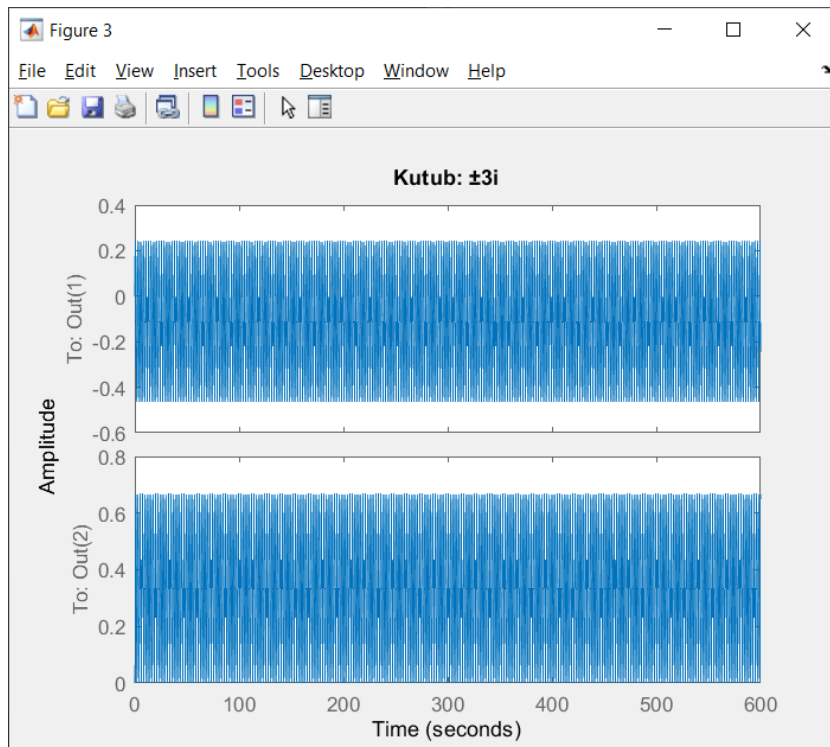 Figure 3
File Edit View Insert Tools Desktop Window Help
Kutub: ±3i
0.4
0.2
0
-0.2
-0.4
-0.6
To: Out(1)
Amplitude
0.8
0.6
0.4
0.2
0
To: Out(2)
0 100 200 300 400 500 600
Time (seconds)